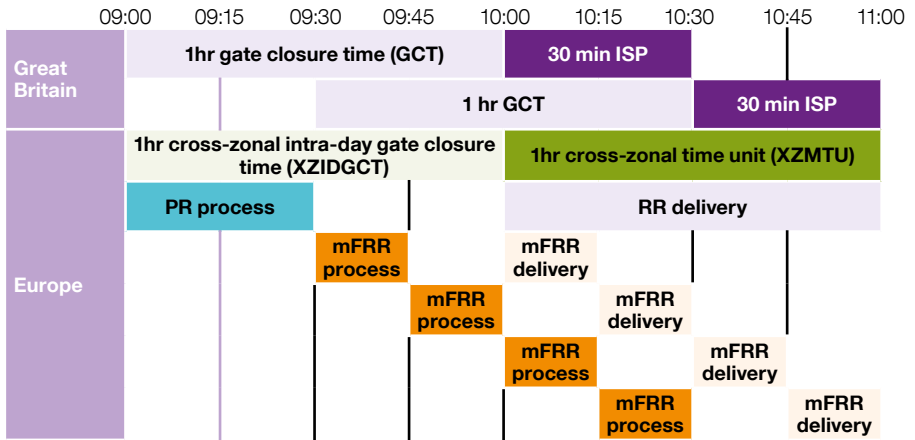 09:00 09:15 09:30 09:45 10:00 10:15 10:30 10:45 11:00
Great
Britain
1hr gate closure time (GCT)
30 min ISP
1 hr GCT
30 min ISP
Europe
1hr cross-zonal intra-day gate closure
time (XZIDGCT)
1hr cross-zonal time unit (XZMTU)
PR process
RR delivery
mFRR
process
mFRR
delivery
mFRR
process
mFRR
delivery
mFRR
process
mFRR
delivery
mFRR
process
mFRR
delivery